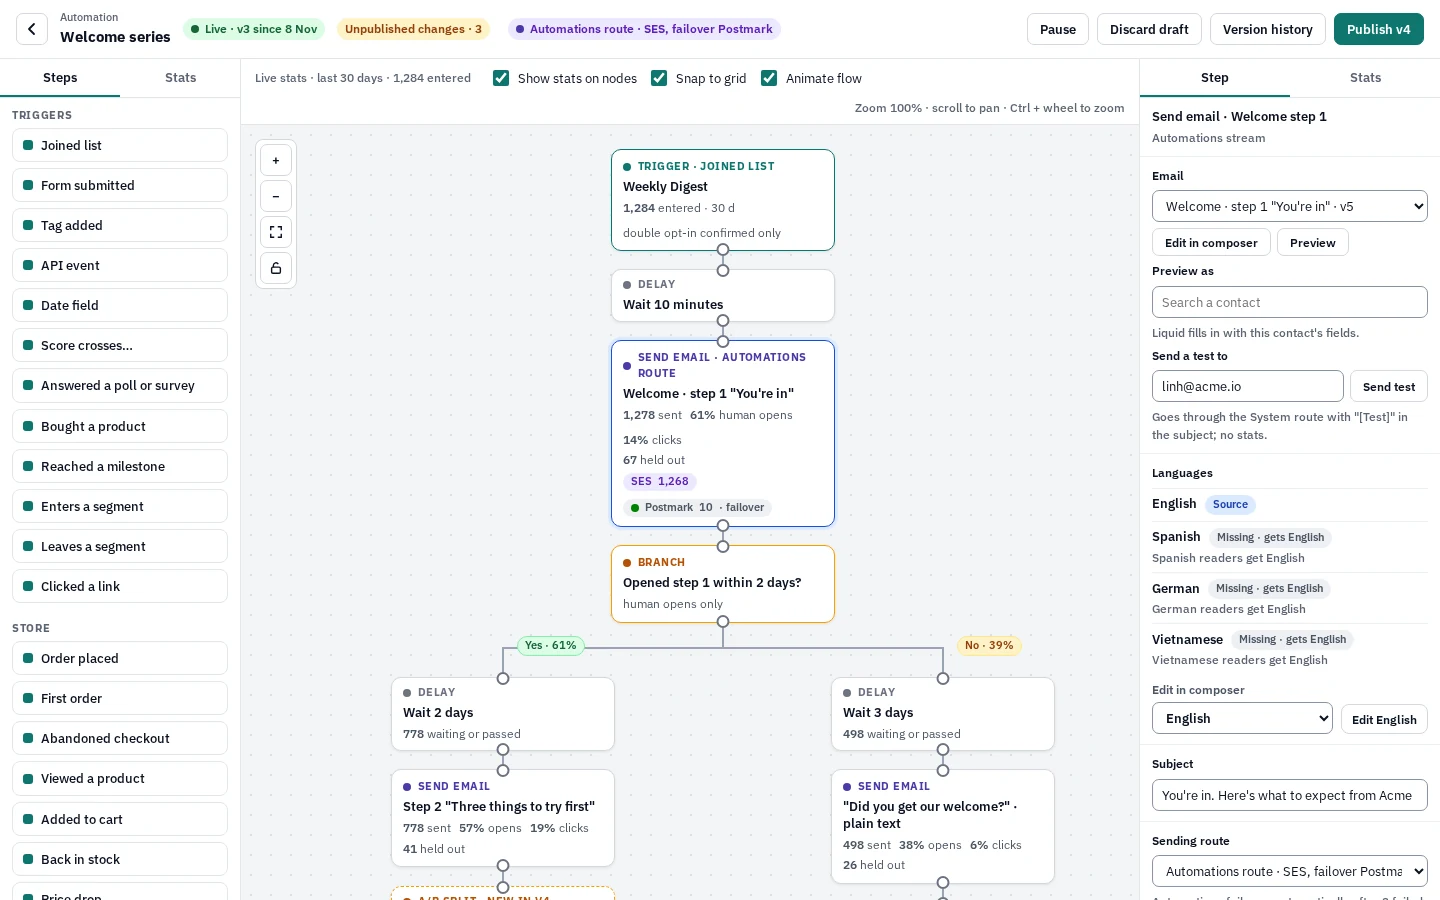 Automation
Welcome series
Live · v3 since 8 Nov
Unpublished changes · 3
Automations route · SES, failover Postmark
Pause
Discard draft
Version history
Publish v4
Steps
Stats
TRIGGERS
Joined list
Form submitted
Tag added
API event
Date field
Score crosses…
Answered a poll or survey
Bought a product
Reached a milestone
Enters a segment
Leaves a segment
Clicked a link
STORE
Order placed
First order
Abandoned checkout
Viewed a product
Added to cart
Back in stock
Price drop
Live stats · last 30 days · 1,284 entered
Show stats on nodes
Snap to grid
Animate flow
Zoom 100% · scroll to pan · Ctrl + wheel to zoom
+
−
TRIGGER · JOINED LIST
Weekly Digest
1,284 entered · 30 d
double opt-in confirmed only
DELAY
Wait 10 minutes
SEND EMAIL · AUTOMATIONS
ROUTE
Welcome · step 1 "You're in"
1,278 sent 61% human opens
14% clicks
67 held out
SES 1,268
Postmark 10 · failover
BRANCH
Opened step 1 within 2 days?
human opens only
Yes · 61%
No · 39%
DELAY
Wait 2 days
778 waiting or passed
DELAY
Wait 3 days
498 waiting or passed
SEND EMAIL
Step 2 "Three things to try first"
778 sent 57% opens 19% clicks
41 held out
SEND EMAIL
"Did you get our welcome?" ·
plain text
498 sent 38% opens 6% clicks
26 held out
A/B SPLIT · NEW IN V4
Step
Stats
Send email · Welcome step 1
Automations stream
Email
Welcome · step 1 "You're in" · v5
Edit in composer
Preview
Preview as
Search a contact
Liquid fills in with this contact's fields.
Send a test to
linh@acme.io
Send test
Goes through the System route with "[Test]" in
the subject; no stats.
Languages
English
Source
Spanish
Missing · gets English
Spanish readers get English
German
Missing · gets English
German readers get English
Vietnamese
Missing · gets English
Vietnamese readers get English
Edit in composer
English
Edit English
Subject
You're in. Here's what to expect from Acme
Sending route
Automations route · SES, failover Postma